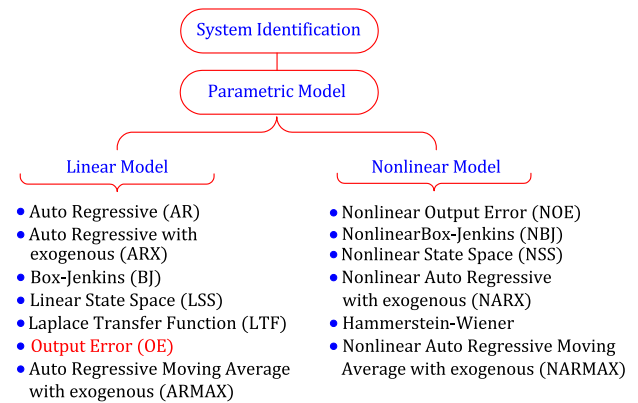 System Identification
Parametric Model
Linear Model
• Auto Regressive (AR)
• Auto Regressive with
exogenous (ARX)
• Box-Jenkins (BJ)
• Linear State Space (LSS)
• Laplace Transfer Function (LTF)
• Output Error (OE)
• Auto Regressive Moving Average
with exogenous (ARMAX)
Nonlinear Model
• Nonlinear Output Error (NOE)
• NonlinearBox-Jenkins (NBJ)
• Nonlinear State Space (NSS)
• Nonlinear Auto Regressive
with exogenous (NARX)
• Hammerstein-Wiener
• Nonlinear Auto Regressive Moving
Average with exogenous (NARMAX)